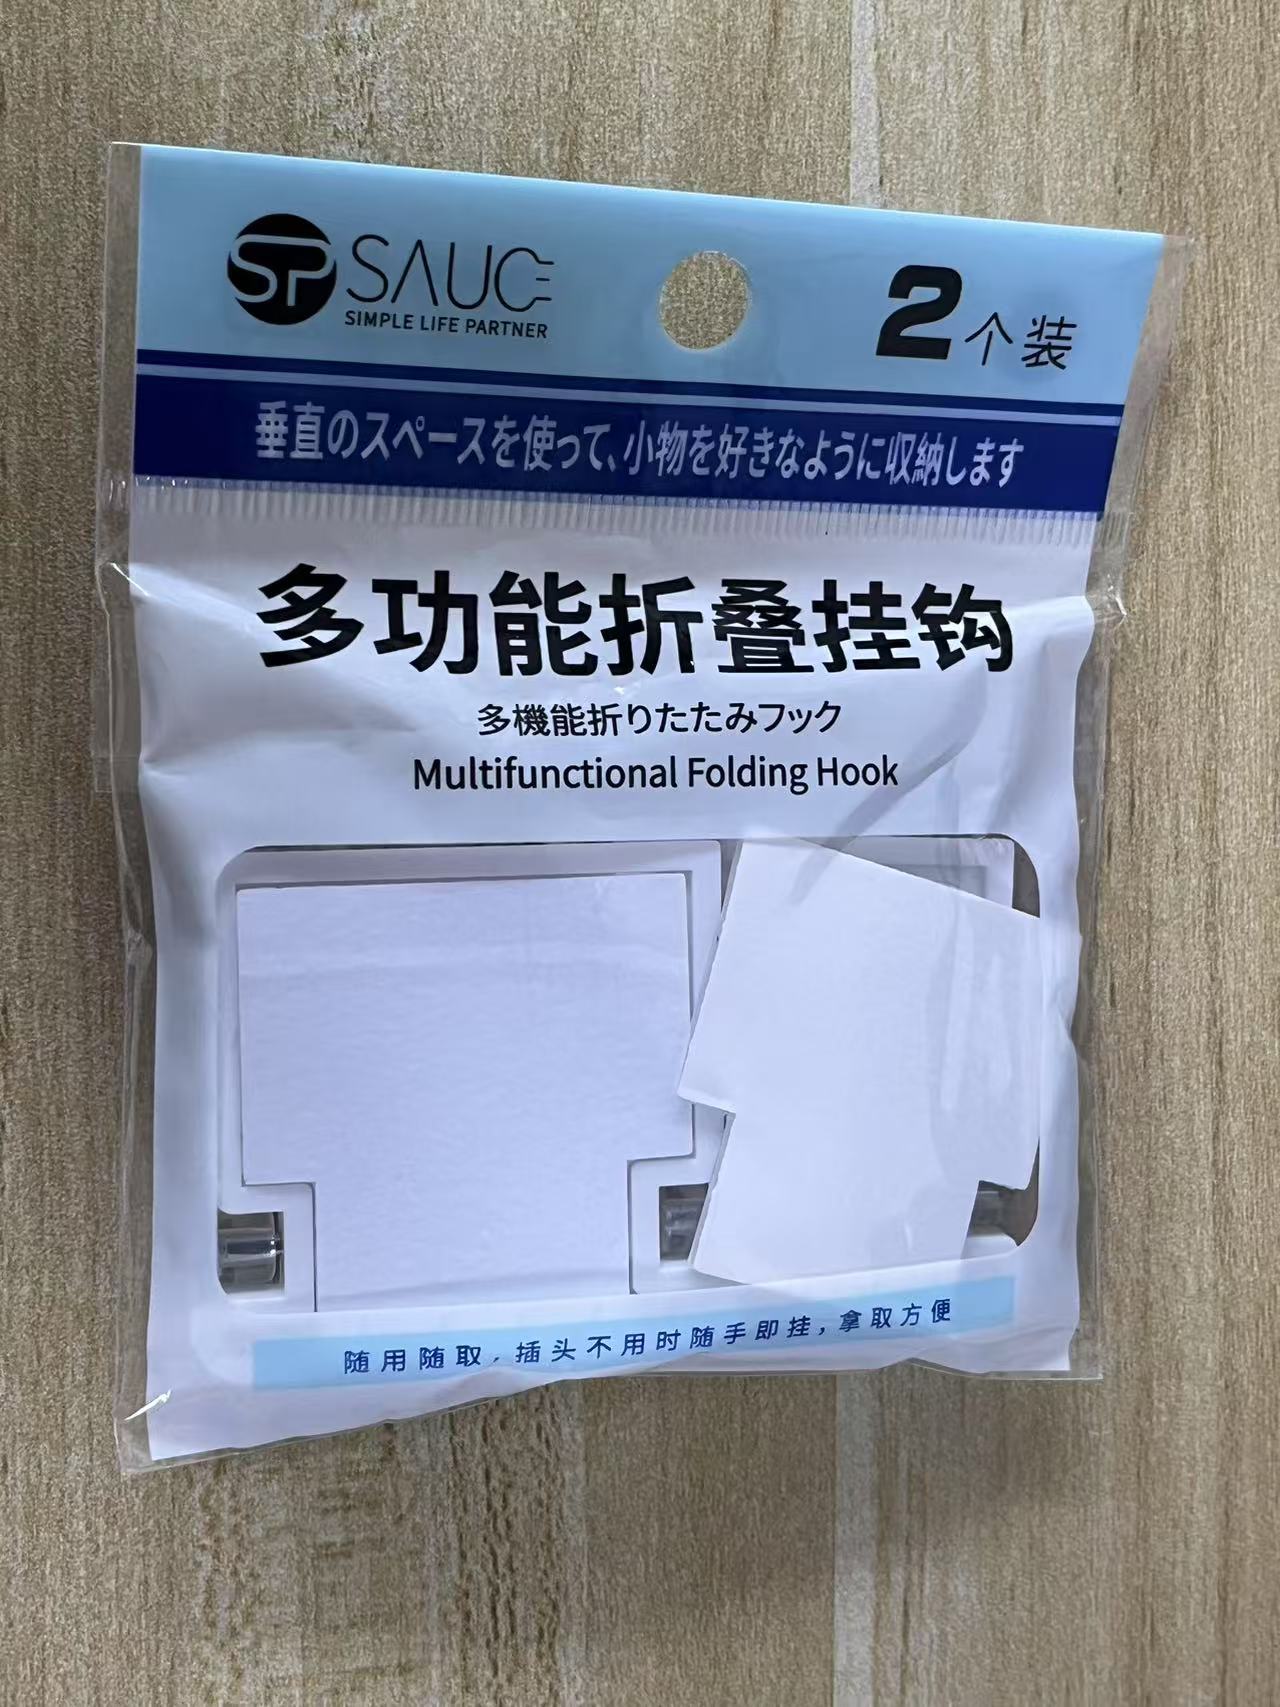 SP SAUCE
SIMPLE LIFE PARTNER
2个装
垂直のスペースを使って、小物を好きなように収納します
多功能折叠挂钩
多機能折りたたみフック
Multifunctional Folding Hook
随用随取，插头不用时随手即挂，拿取方便